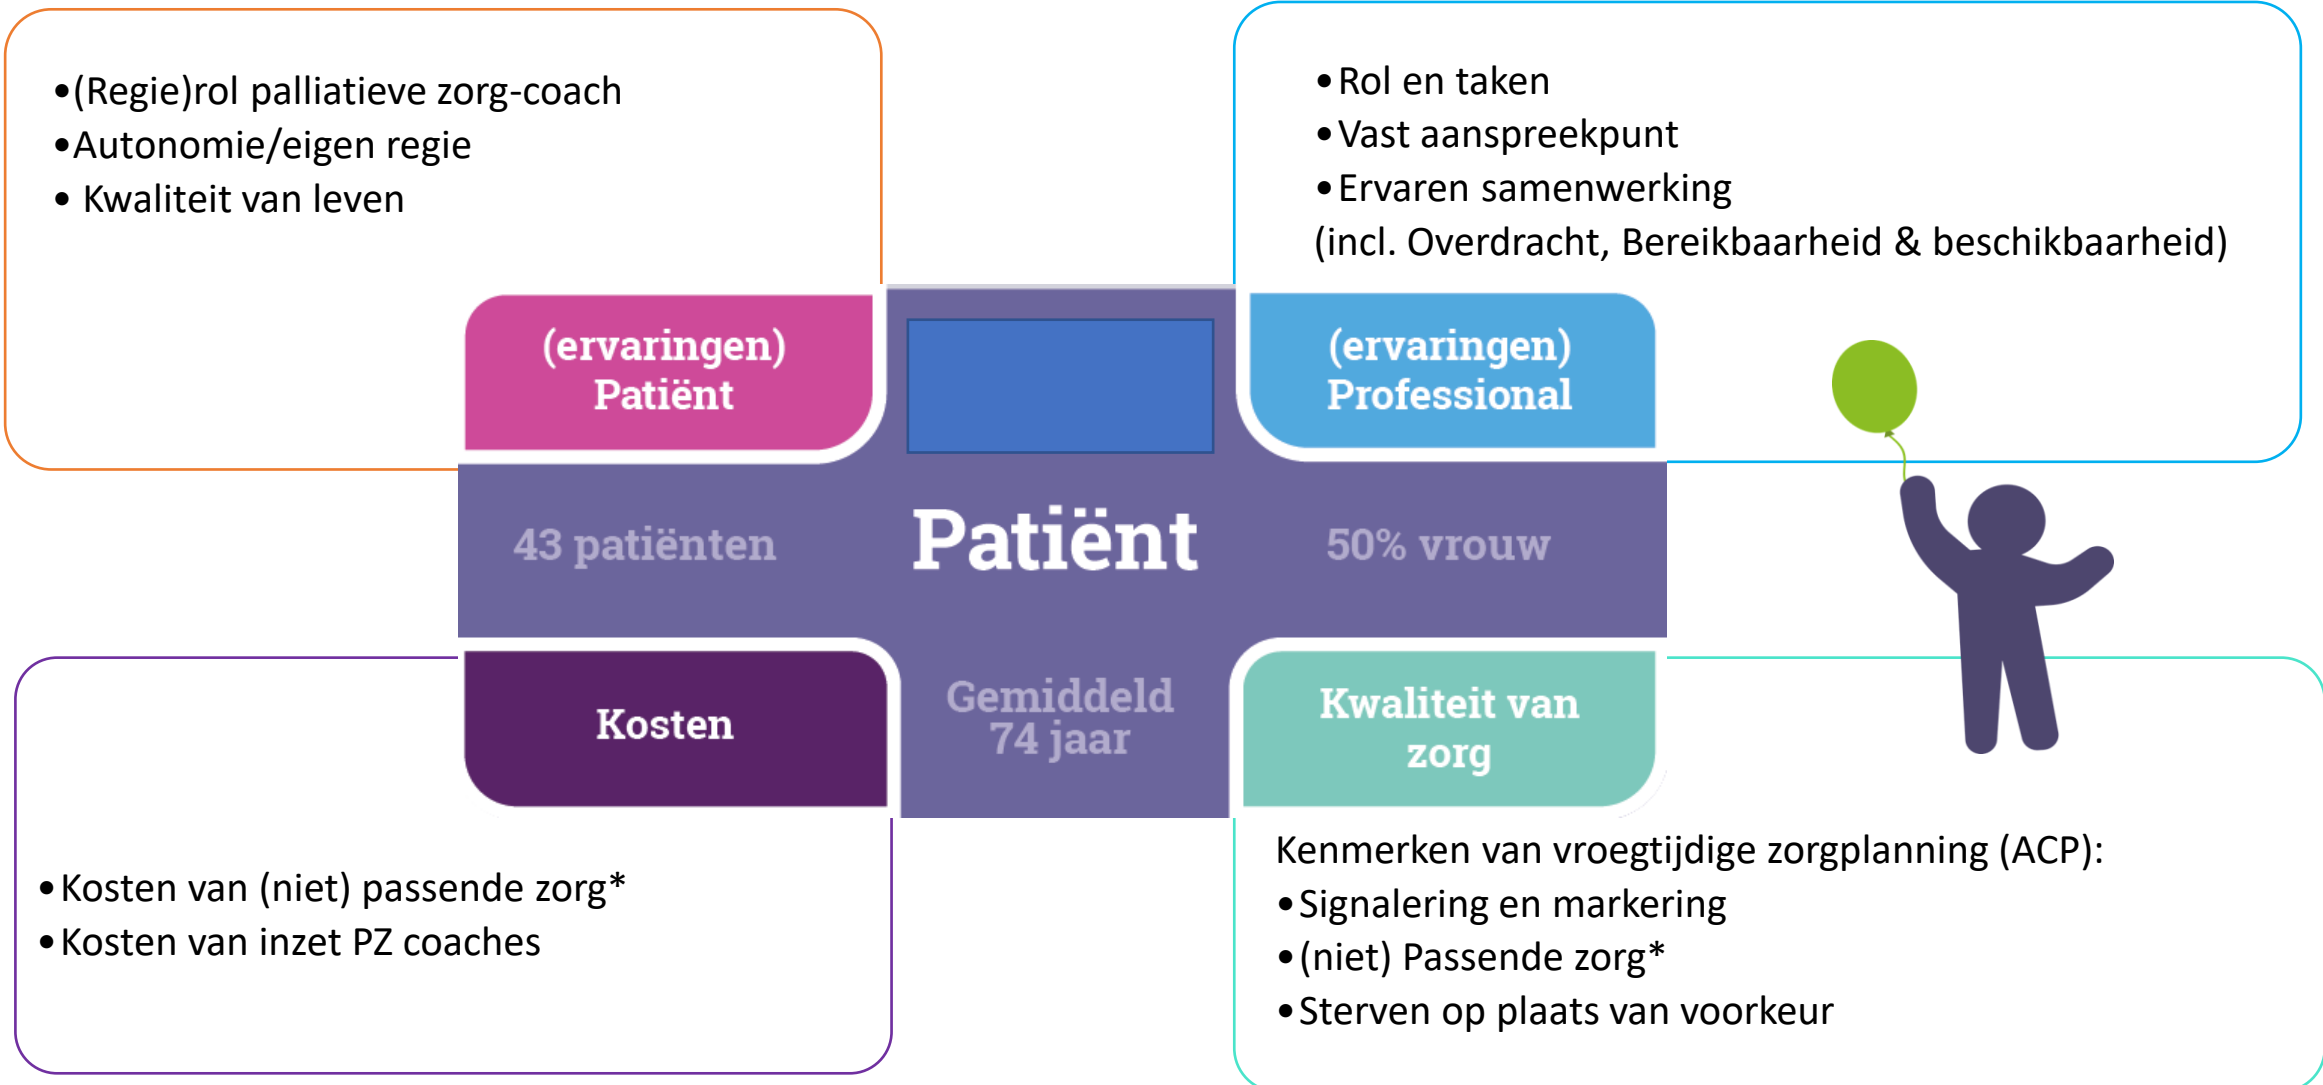 •(Regie)rol palliatieve zorg-coach
•Autonomie/eigen regie
• Kwaliteit van leven
•Rol en taken
•Vast aanspreekpunt
•Ervaren samenwerking
(incl. Overdracht, Bereikbaarheid & beschikbaarheid)
(ervaringen)
Patiënt
(ervaringen)
Professional
43 patiënten
Patiënt
50% vrouw
Kosten
Gemiddeld
74 jaar
Kwaliteit van
zorg
•Kosten van (niet) passende zorg*
•Kosten van inzet PZ coaches
Kenmerken van vroegtijdige zorgplanning (ACP):
•Signalering en markering
•(niet) Passende zorg*
•Sterven op plaats van voorkeur